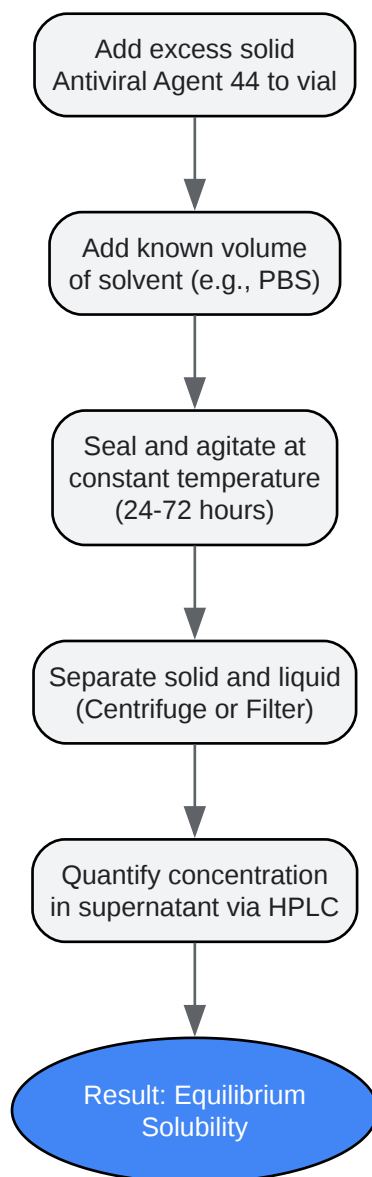 Add excess solid
Antiviral Agent 44 to vial
Add known volume
of solvent (e.g., PBS)
Seal and agitate at
constant temperature
(24-72 hours)
Separate solid and liquid
(Centrifuge or Filter)
Quantify concentration
in supernatant via HPLC
Result: Equilibrium
Solubility